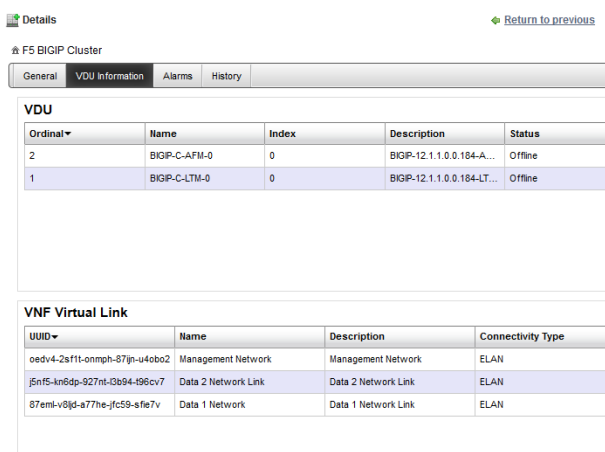 Details
Return to previous
F5 BIGIP Cluster
General VDU Information Alarms History
VDU
Ordinal Name Index Description Status
2 BIGIP-C-AFM-0 0 BIGIP-12.1.1.0.0.184-A... Offline
1 BIGIP-C-LTM-0 0 BIGIP-12.1.1.0.0.184-LT... Offline
VNF Virtual Link
UUID Name Description Connectivity Type
oedv4-2sf1t-onmph-87ijn-u4obo2 Management Network Management Network ELAN
j5nf5-kn6dp-927nt-l3b94-t96cv7 Data 2 Network Link Data 2 Network Link ELAN
87eml-v8ljd-a77he-jfc59-sfie7v Data 1 Network Data 1 Network Link ELAN